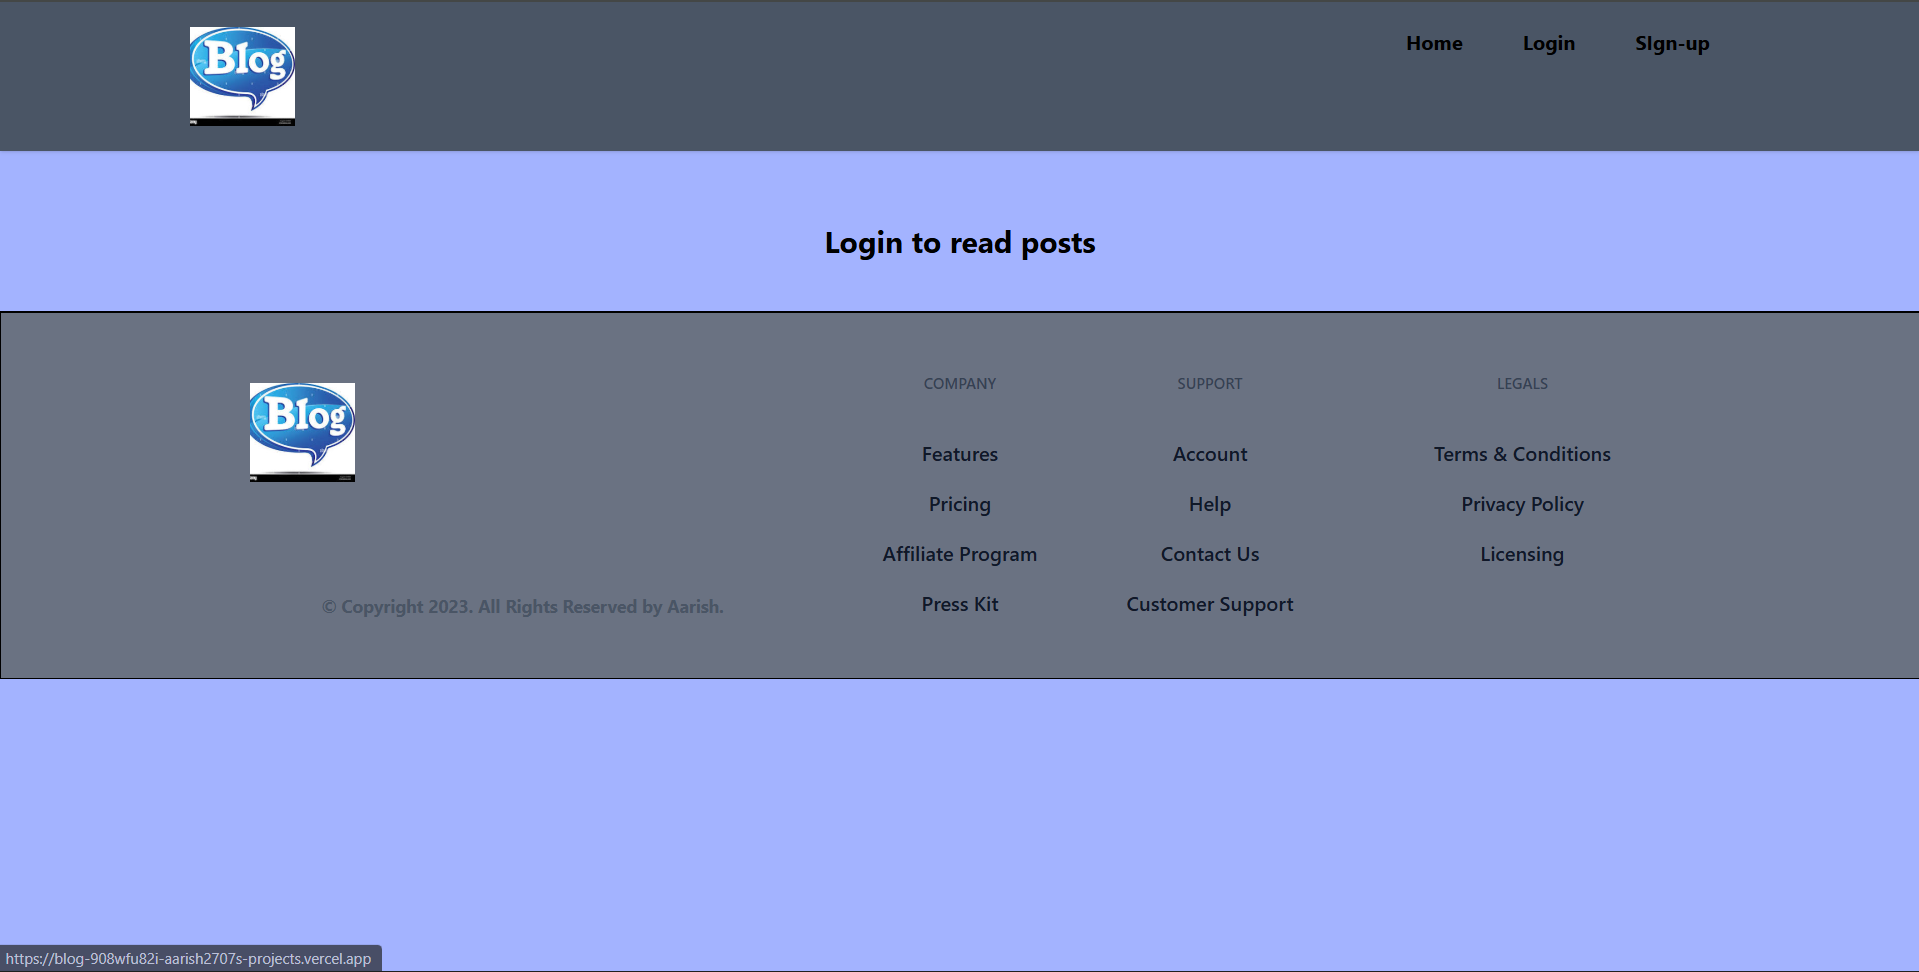 Blog
Home Login SIgn-up
Login to read posts
Blog
COMPANY
Features
Pricing
Affiliate Program
Press Kit
SUPPORT
Account
Help
Contact Us
Customer Support
LEGALS
Terms & Conditions
Privacy Policy
Licensing
© Copyright 2023. All Rights Reserved by Aarish.
https://blog-908wfu82i-aarish2707s-projects.vercel.app